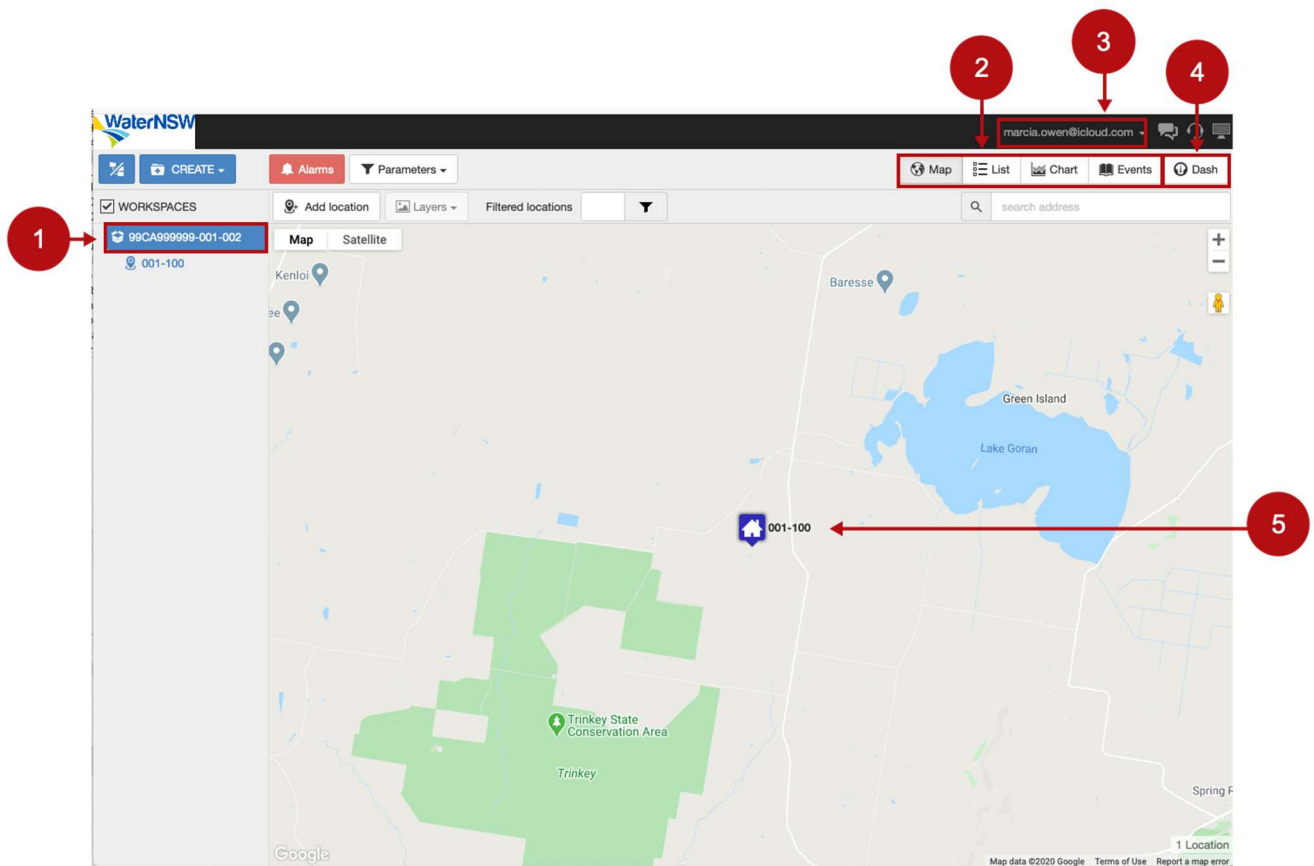 3
2
4
WaterNSW
marcia.owen@icloud.com
CREATE
Alarms
Parameters
Map
List
Chart
Events
Dash
WORKSPACES
Add location
Layers
Filtered locations
search address
1
99CA999999-001-002
Map
Satellite
001-100
Kenloi
Baresse
ee
Green Island
Lake Goran
001-100
5
Trinkey State
Conservation Area
Trinkey
Spring F
1 Location
Google
Map data ©2020 Google
Terms of Use
Report a map error